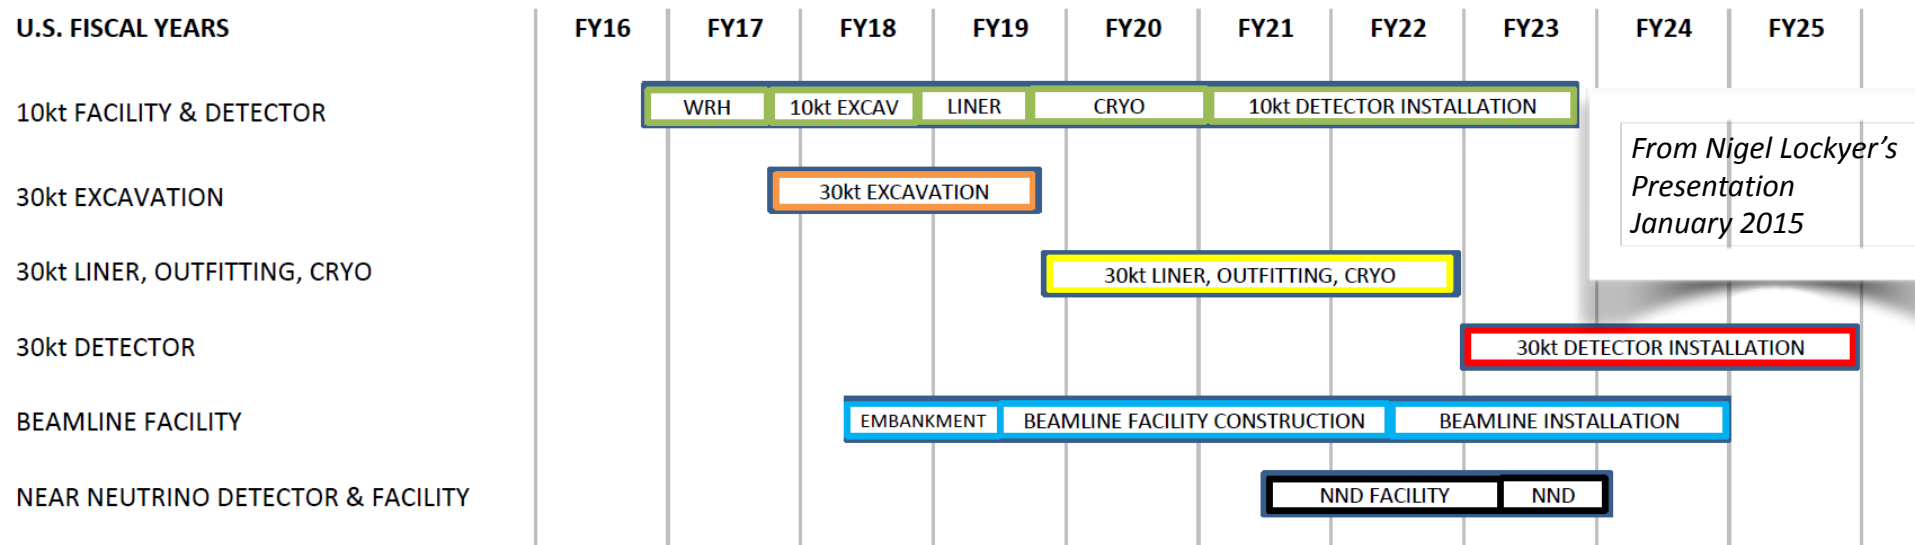 U.S. FISCAL YEARS FY16 FY17 FY18 FY19 FY20 FY21 FY22 FY23 FY24 FY25
10kt FACILITY & DETECTOR WRH 10kt EXCAV LINER CRYO 10kt DETECTOR INSTALLATION
From Nigel Lockyer's
Presentation
January 2015
30kt EXCAVATION 30kt EXCAVATION
30kt LINER, OUTFITTING, CRYO 30kt LINER, OUTFITTING, CRYO
30kt DETECTOR 30kt DETECTOR INSTALLATION
BEAMLINE FACILITY EMBANKMENT BEAMLINE FACILITY CONSTRUCTION BEAMLINE INSTALLATION
NEAR NEUTRINO DETECTOR & FACILITY NND FACILITY NND